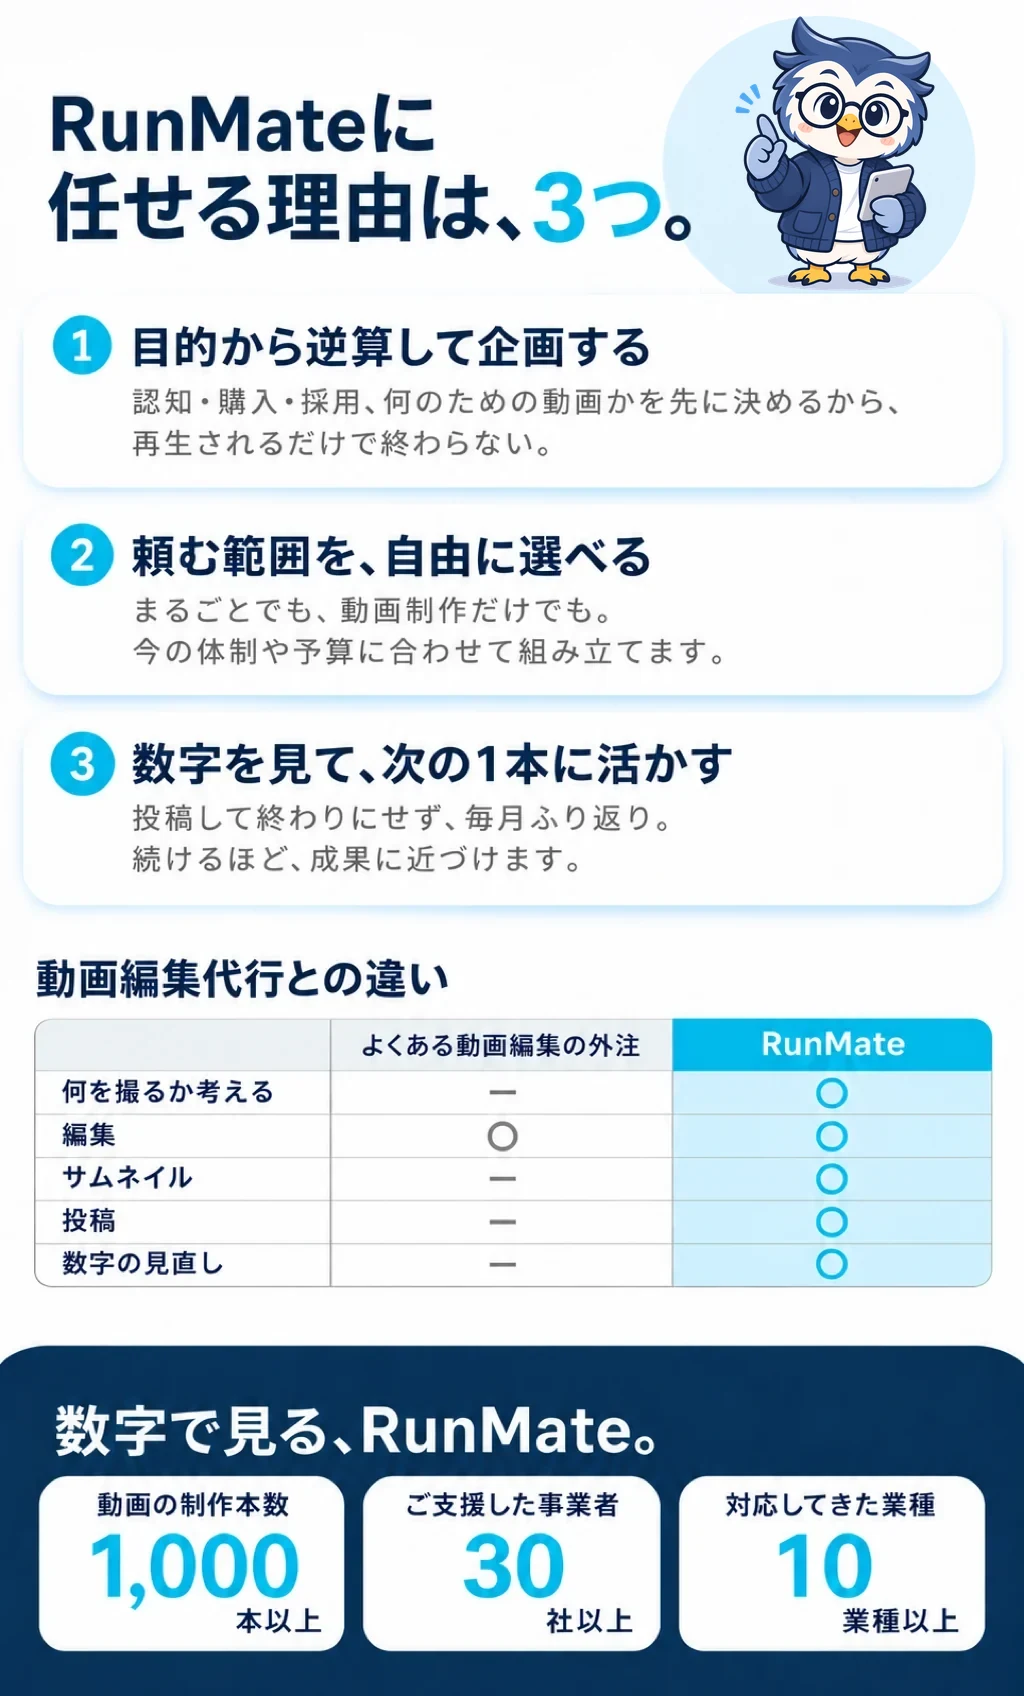 RunMateに
任せる理由は、3つ。
1 目的から逆算して企画する
認知・購入・採用、何のための動画かを先に決めるから、
再生されるだけで終わらない。
2 頼む範囲を、自由に選べる
まるごとでも、動画制作だけでも。
今の体制や予算に合わせて組み立てます。
3 数字を見て、次の1本に活かす
投稿して終わりにせず、毎月ふり返り。
続けるほど、成果に近づけます。
動画編集代行との違い
よくある動画編集の外注 RunMate
何を撮るか考える ー ○
編集 ○ ○
サムネイル ー ○
投稿 ー ○
数字の見直し ー ○
数字で見る、RunMate。
動画の制作本数
1,000
本以上
ご支援した事業者
30
社以上
対応してきた業種
10
業種以上